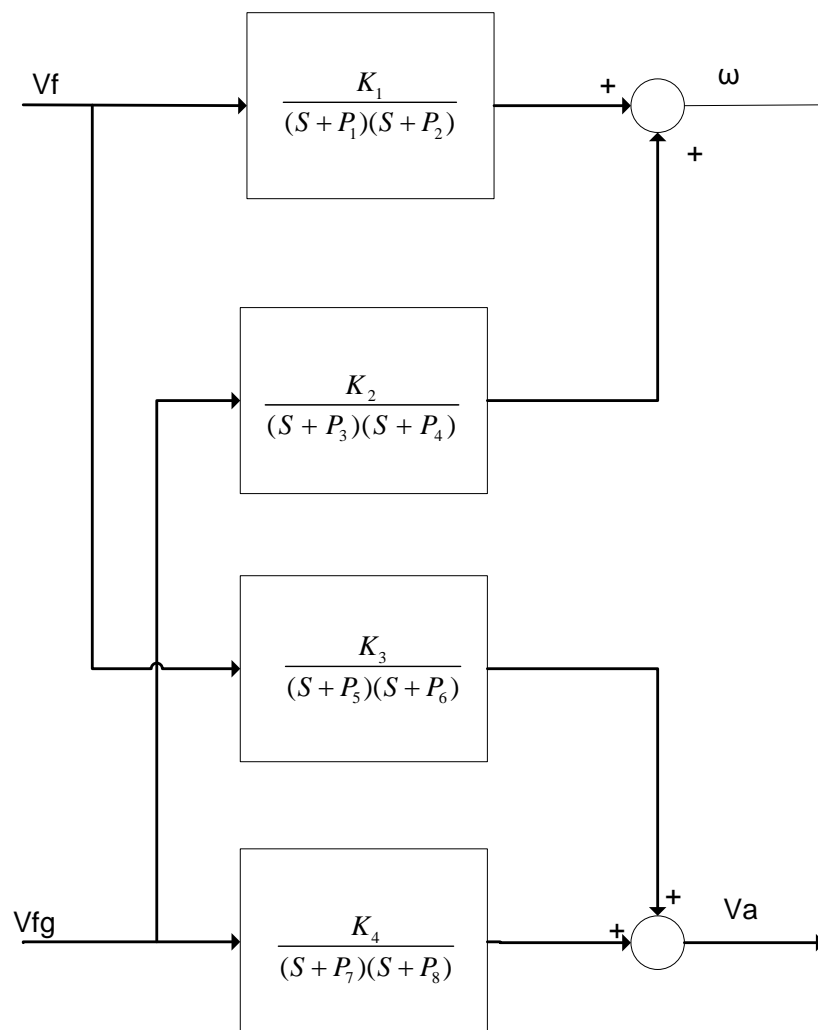 Vf
K₁
(S + P₁)(S + P₂)
+
ω
+
K₂
(S + P₃)(S + P₄)
K₃
(S + P₅)(S + P₆)
Vfg
K₄
(S + P₇)(S + P₈)
+
+
Va